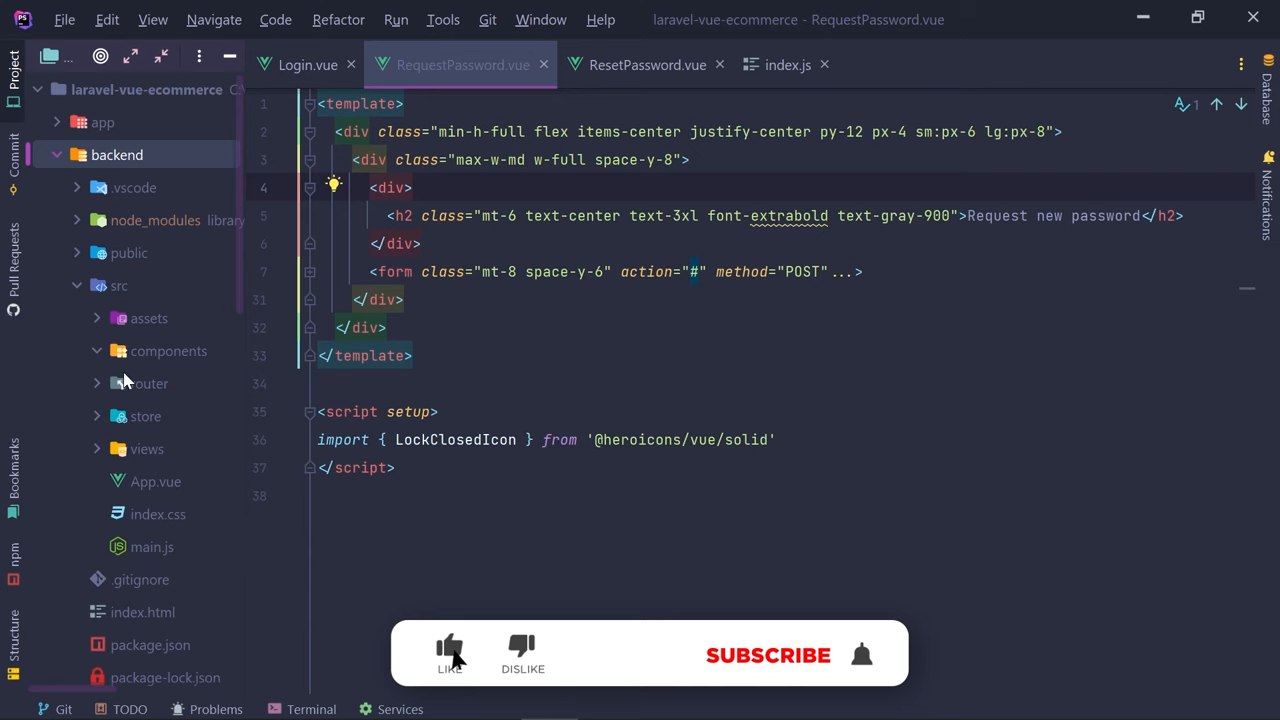 PS File Edit View Navigate Code Refactor Run Tools Git Window Help laravel-vue-ecommerce - RequestPassword.vue
Project
Commit
Pull Requests
Bookmarks
npm
Structure
...
laravel-vue-ecommerce
app
backend
.vscode
node_modules library
public
src
assets
components
router
store
views
App.vue
index.css
main.js
.gitignore
index.html
package.json
package-lock.json
Login.vue RequestPassword.vue ResetPassword.vue index.js
1 <template>
2 <div class="min-h-full flex items-center justify-center py-12 px-4 sm:px-6 lg:px-8">
3 <div class="max-w-md w-full space-y-8">
4 <div>
5 <h2 class="mt-6 text-center text-3xl font-extrabold text-gray-900">Request new password</h2>
6 </div>
7 <form class="mt-8 space-y-6" action="#" method="POST"...>
31 </div>
32 </div>
33 </template>
34
35 <script setup>
36 import { LockClosedIcon } from '@heroicons/vue/solid'
37 </script>
38
1
Database
Notifications
LIKE DISLIKE SUBSCRIBE
Git TODO Problems Terminal Services